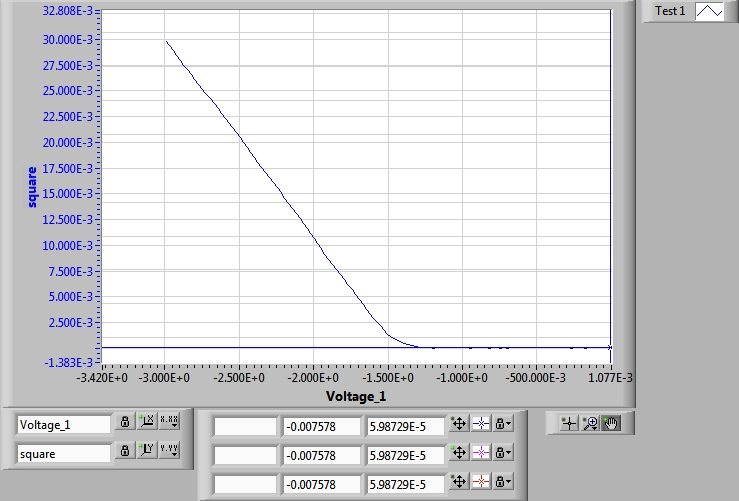 Test 1
32.808E-3
30.000E-3
27.500E-3
25.000E-3
22.500E-3
20.000E-3
17.500E-3
15.000E-3
12.500E-3
10.000E-3
7.500E-3
5.000E-3
2.500E-3
-1.383E-3
square
-3.420E+0 -3.000E+0 -2.500E+0 -2.000E+0 -1.500E+0 -1.000E+0 -500.000E-3 1.077E-3
Voltage_1
Voltage_1 X X.XX
square Y Y.YY
-0.007578 5.98729E-5
-0.007578 5.98729E-5
-0.007578 5.98729E-5